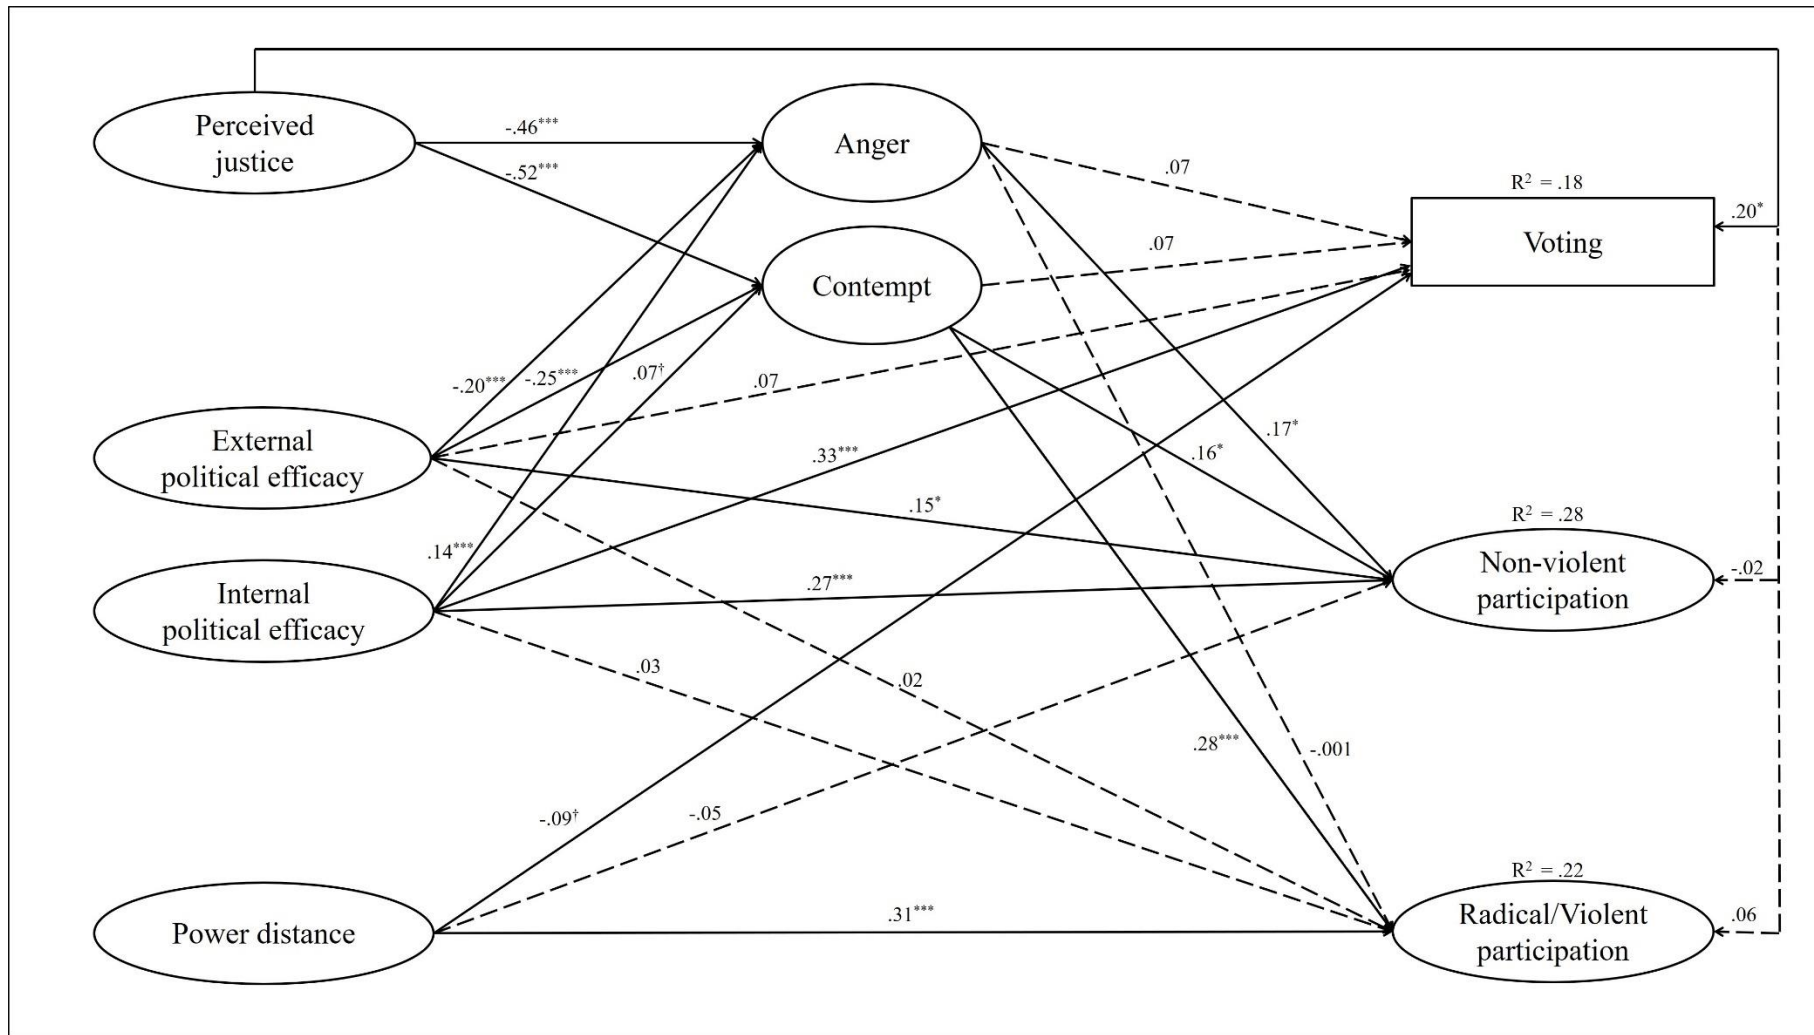 Perceived
justice
-.46***
-.52***
Anger
Contempt
.07
.07
R² = .18
Voting
.20*
-.20***
-.25***
.07†
.07
External
political efficacy
.33***
.17*
.16*
.15*
R² = .28
Non-violent
participation
-.02
.14***
Internal
political efficacy
.27***
.03
.02
.28***
-.001
-.09†
-.05
Power distance
.31***
R² = .22
Radical/Violent
participation
.06